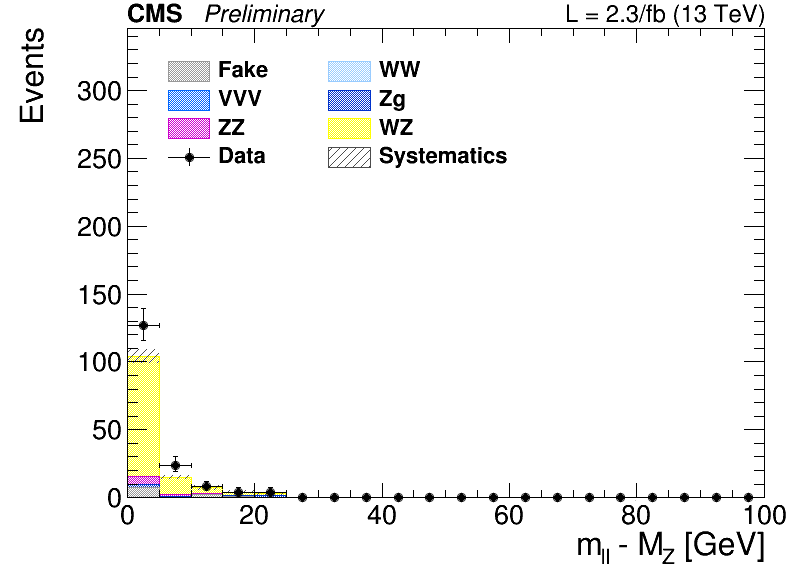 CMS Preliminary L = 2.3/fb (13 TeV)
Events
Fake WW
VVV Zg
ZZ WZ
Data Systematics
300
250
200
150
100
50
0
0 20 40 60 80 100
m_ll - M_Z [GeV]